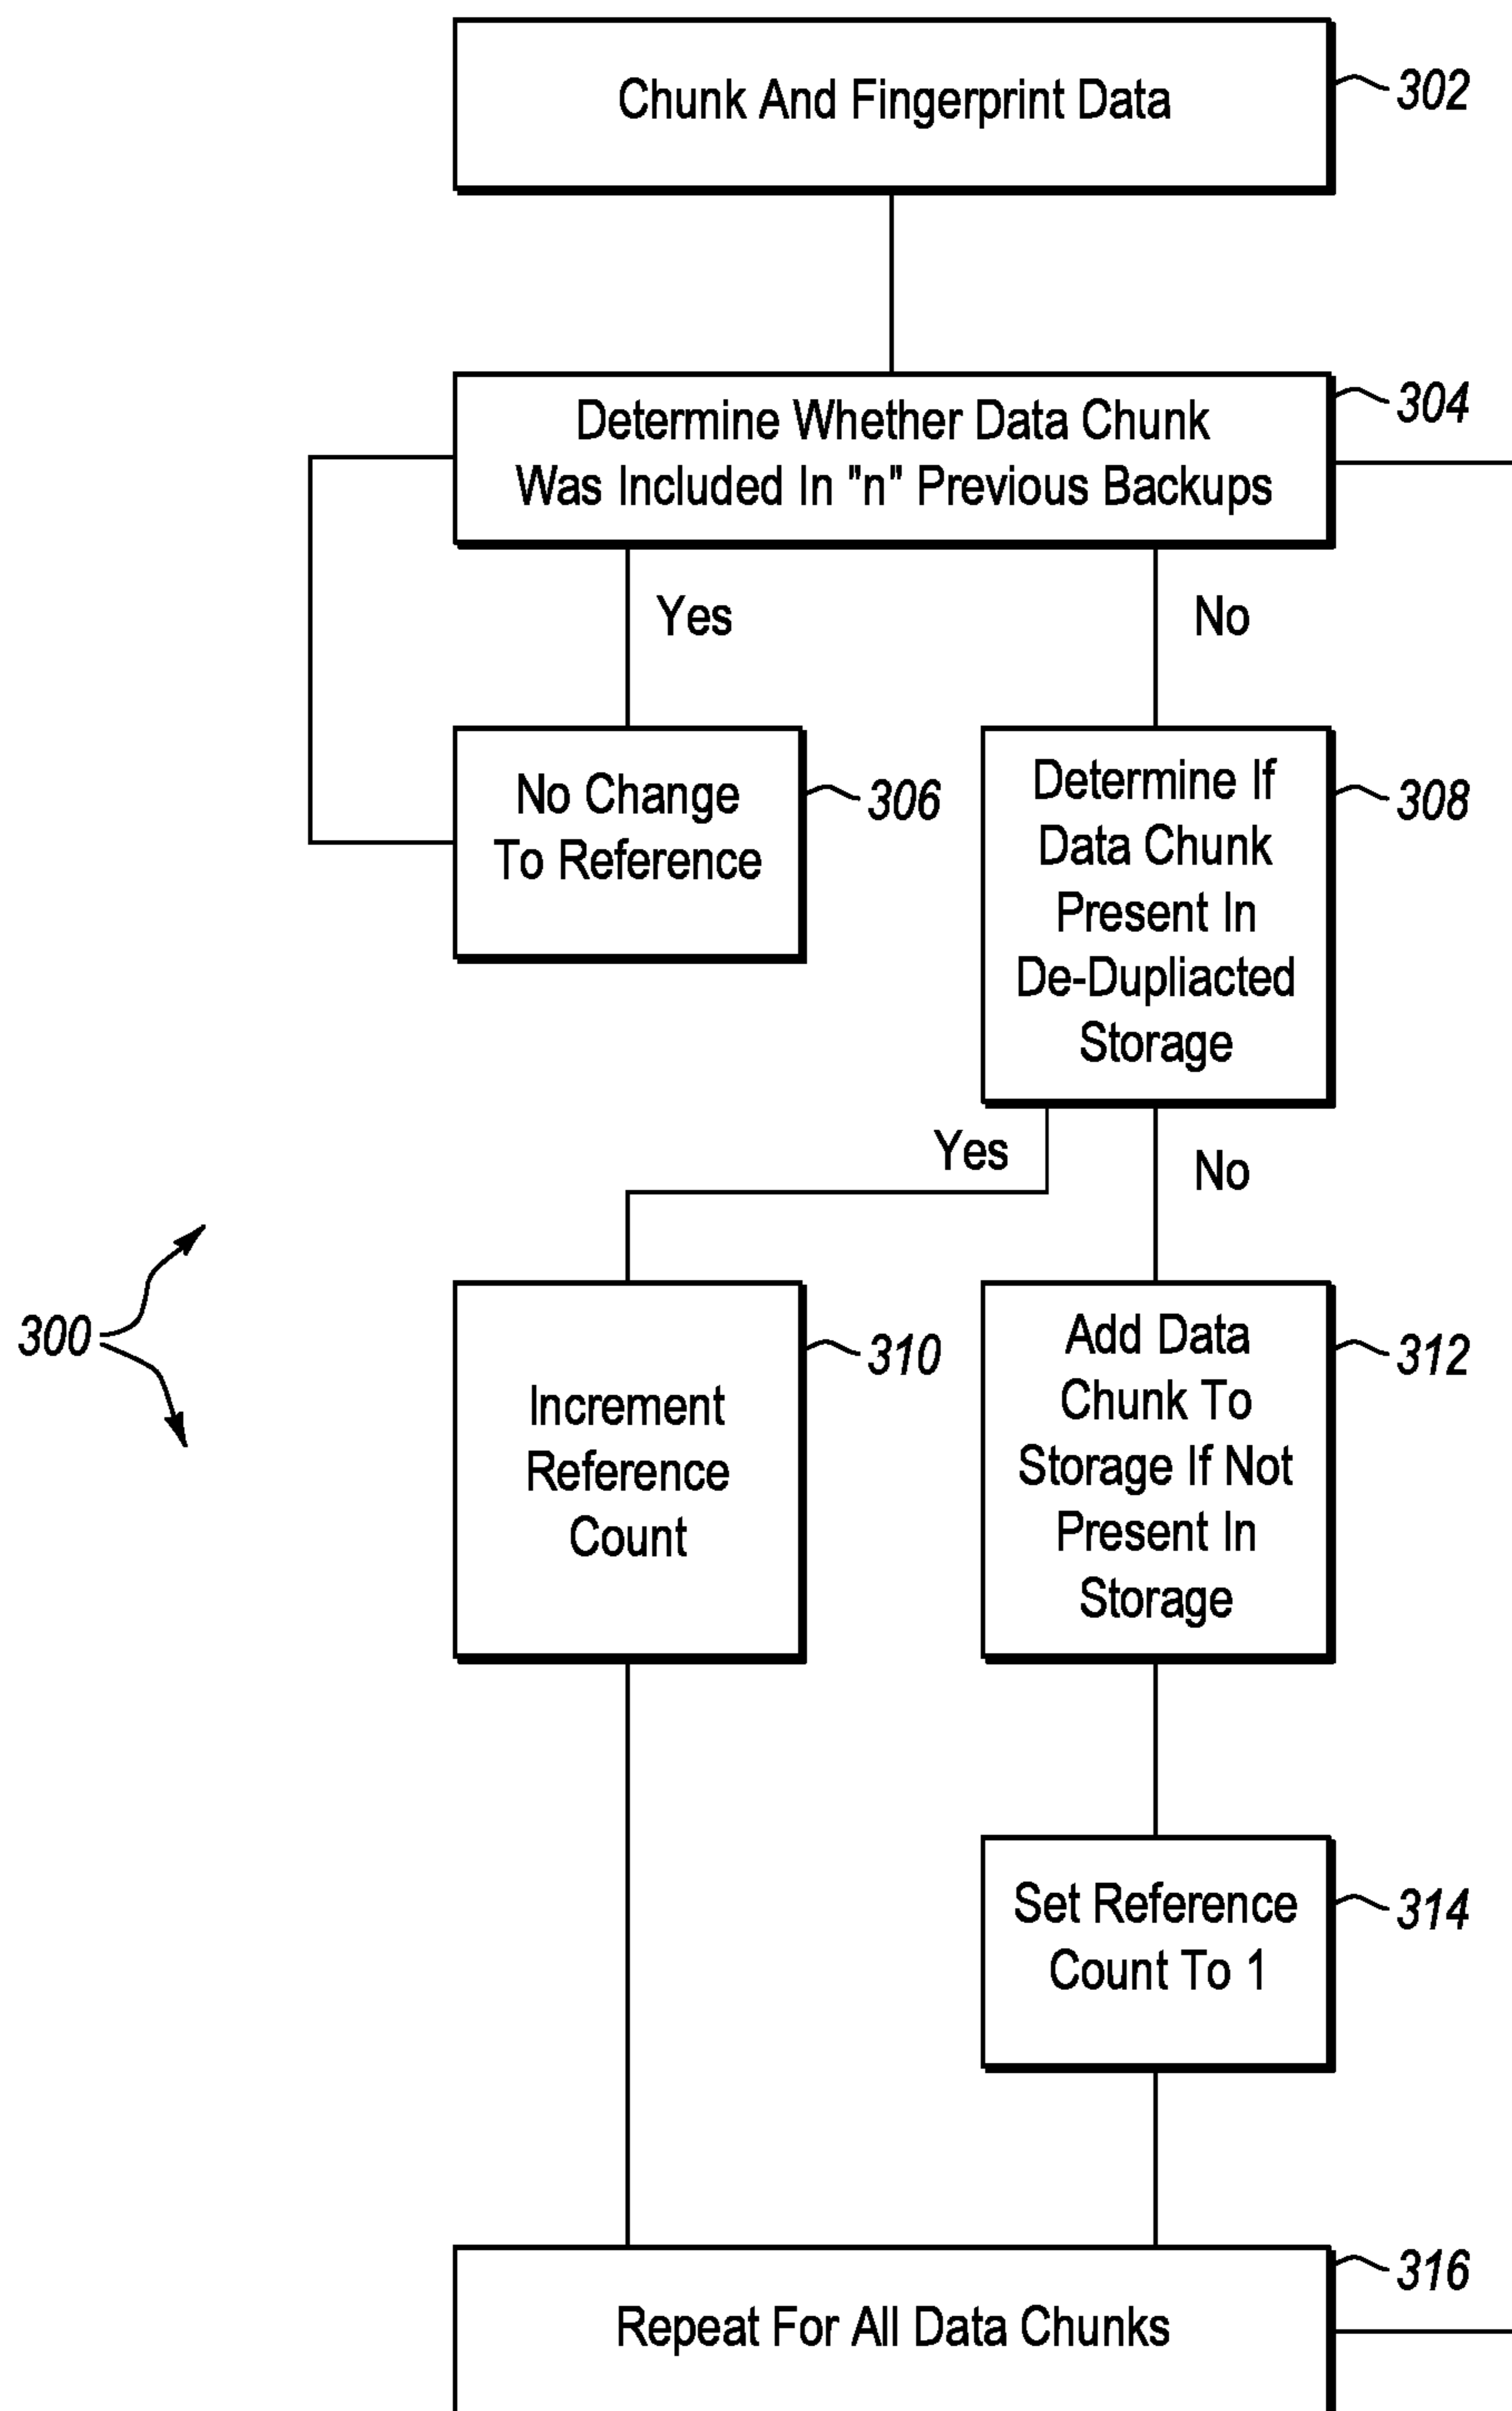 Chunk And Fingerprint Data
302
Determine Whether Data Chunk
Was Included In "n" Previous Backups
304
Yes
No
No Change
To Reference
306
Determine If
Data Chunk
Present In
De-Dupliacted
Storage
308
Yes
No
300
Increment
Reference
Count
310
Add Data
Chunk To
Storage If Not
Present In
Storage
312
Set Reference
Count To 1
314
Repeat For All Data Chunks
316